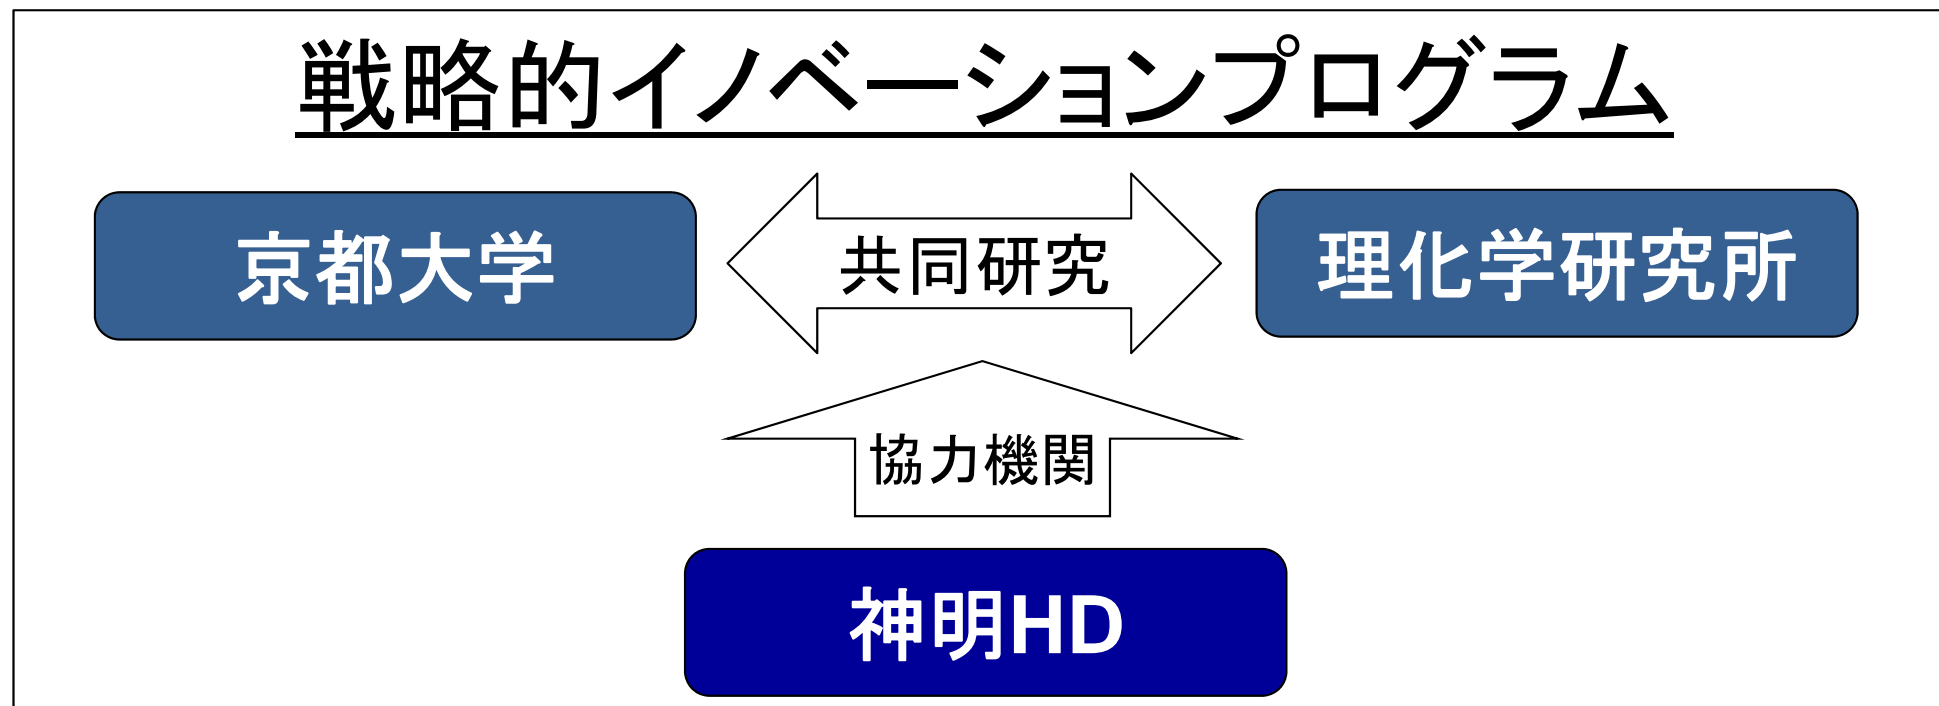 戦略的イノベーションプログラム
京都大学
共同研究
理化学研究所
協力機関
神明HD